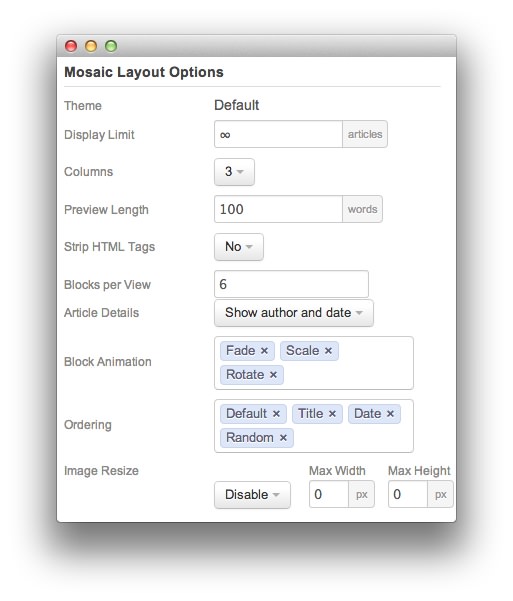 Mosaic Layout Options
Theme Default
Display Limit ∞ articles
Columns 3
Preview Length 100 words
Strip HTML Tags No
Blocks per View 6
Article Details Show author and date
Block Animation Fade × Scale ×
Rotate ×
Ordering Default × Title × Date ×
Random ×
Image Resize Max Width Max Height
Disable 0 px 0 px